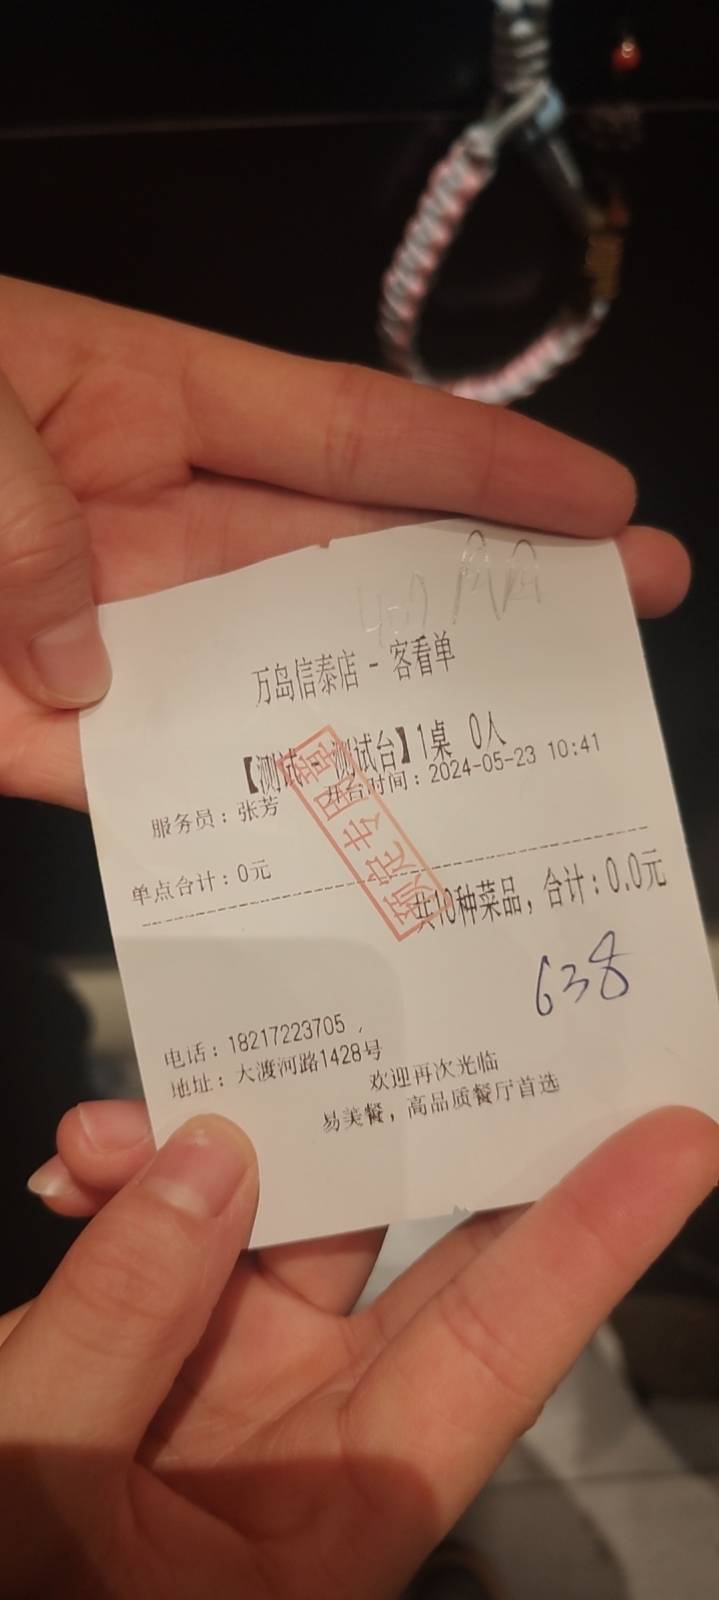 万岛信泰店 - 客看单
【测试 - 测试台】1桌 0人
服务员：张芳 开台时间：2024-05-23 10:41
单点合计：0元
共10种菜品，合计：0.0元
638
电话：18217223705
地址：大渡河路1428号
欢迎再次光临
易美餐，高品质餐厅首选